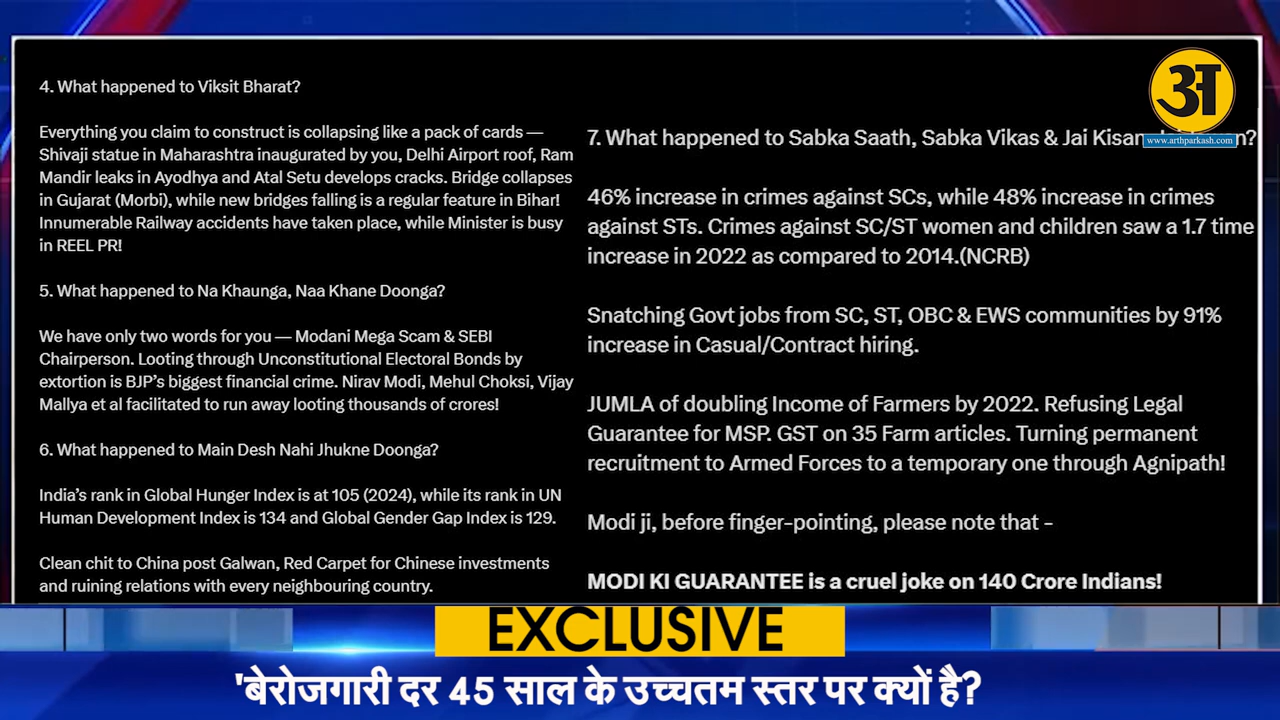 4. What happened to Viksit Bharat?
Everything you claim to construct is collapsing like a pack of cards —
Shivaji statue in Maharashtra inaugurated by you, Delhi Airport roof, Ram
Mandir leaks in Ayodhya and Atal Setu develops cracks. Bridge collapses
in Gujarat (Morbi), while new bridges falling is a regular feature in Bihar!
Innumerable Railway accidents have taken place, while Minister is busy
in REEL PR!
5. What happened to Na Khaunga, Naa Khane Doonga?
We have only two words for you — Modani Mega Scam & SEBI
Chairperson. Looting through Unconstitutional Electoral Bonds by
extortion is BJP's biggest financial crime. Nirav Modi, Mehul Choksi, Vijay
Mallya et al facilitated to run away looting thousands of crores!
6. What happened to Main Desh Nahi Jhukne Doonga?
India's rank in Global Hunger Index is at 105 (2024), while its rank in UN
Human Development Index is 134 and Global Gender Gap Index is 129.
Clean chit to China post Galwan, Red Carpet for Chinese investments
and ruining relations with every neighbouring country.
अ
www.arthparkash.com
7. What happened to Sabka Saath, Sabka Vikas & Jai Kisan
46% increase in crimes against SCs, while 48% increase in crimes
against STs. Crimes against SC/ST women and children saw a 1.7 time
increase in 2022 as compared to 2014.(NCRB)
Snatching Govt jobs from SC, ST, OBC & EWS communities by 91%
increase in Casual/Contract hiring.
JUMLA of doubling Income of Farmers by 2022. Refusing Legal
Guarantee for MSP. GST on 35 Farm articles. Turning permanent
recruitment to Armed Forces to a temporary one through Agnipath!
Modi ji, before finger-pointing, please note that -
MODI KI GUARANTEE is a cruel joke on 140 Crore Indians!
EXCLUSIVE
'बेरोजगारी दर 45 साल के उच्चतम स्तर पर क्यों है?